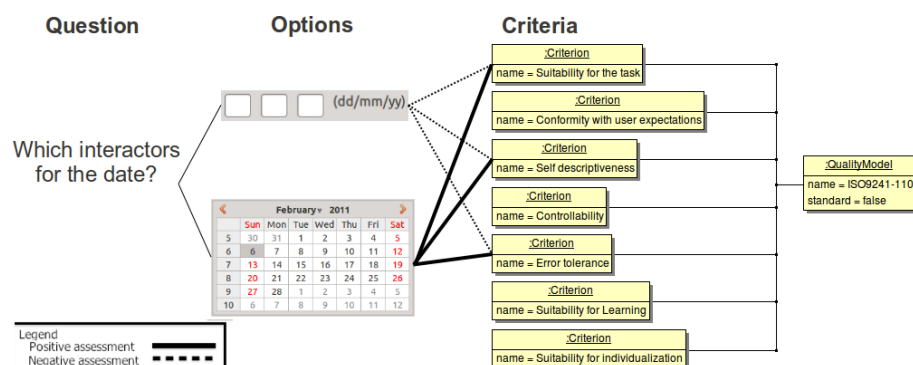 Question
Options
Criteria
(dd/mm/yy)
Which interactors
for the date?
February 2011
Sun Mon Tue Wed Thu Fri Sat
5 30 31 1 2 3 4 5
6 6 7 8 9 10 11 12
7 13 14 15 16 17 18 19
8 20 21 22 23 24 25 26
9 27 28 1 2 3 4 5
10 6 7 8 9 10 11 12
:Criterion
name = Suitability for the task
:Criterion
name = Conformity with user expectations
:Criterion
name = Self descriptiveness
:Criterion
name = Controllability
:Criterion
name = Error tolerance
:Criterion
name = Suitability for Learning
:Criterion
name = Suitability for individualization
:QualityModel
name = ISO9241-110
standard = false
Legend
Positive assessment
Negative assessment